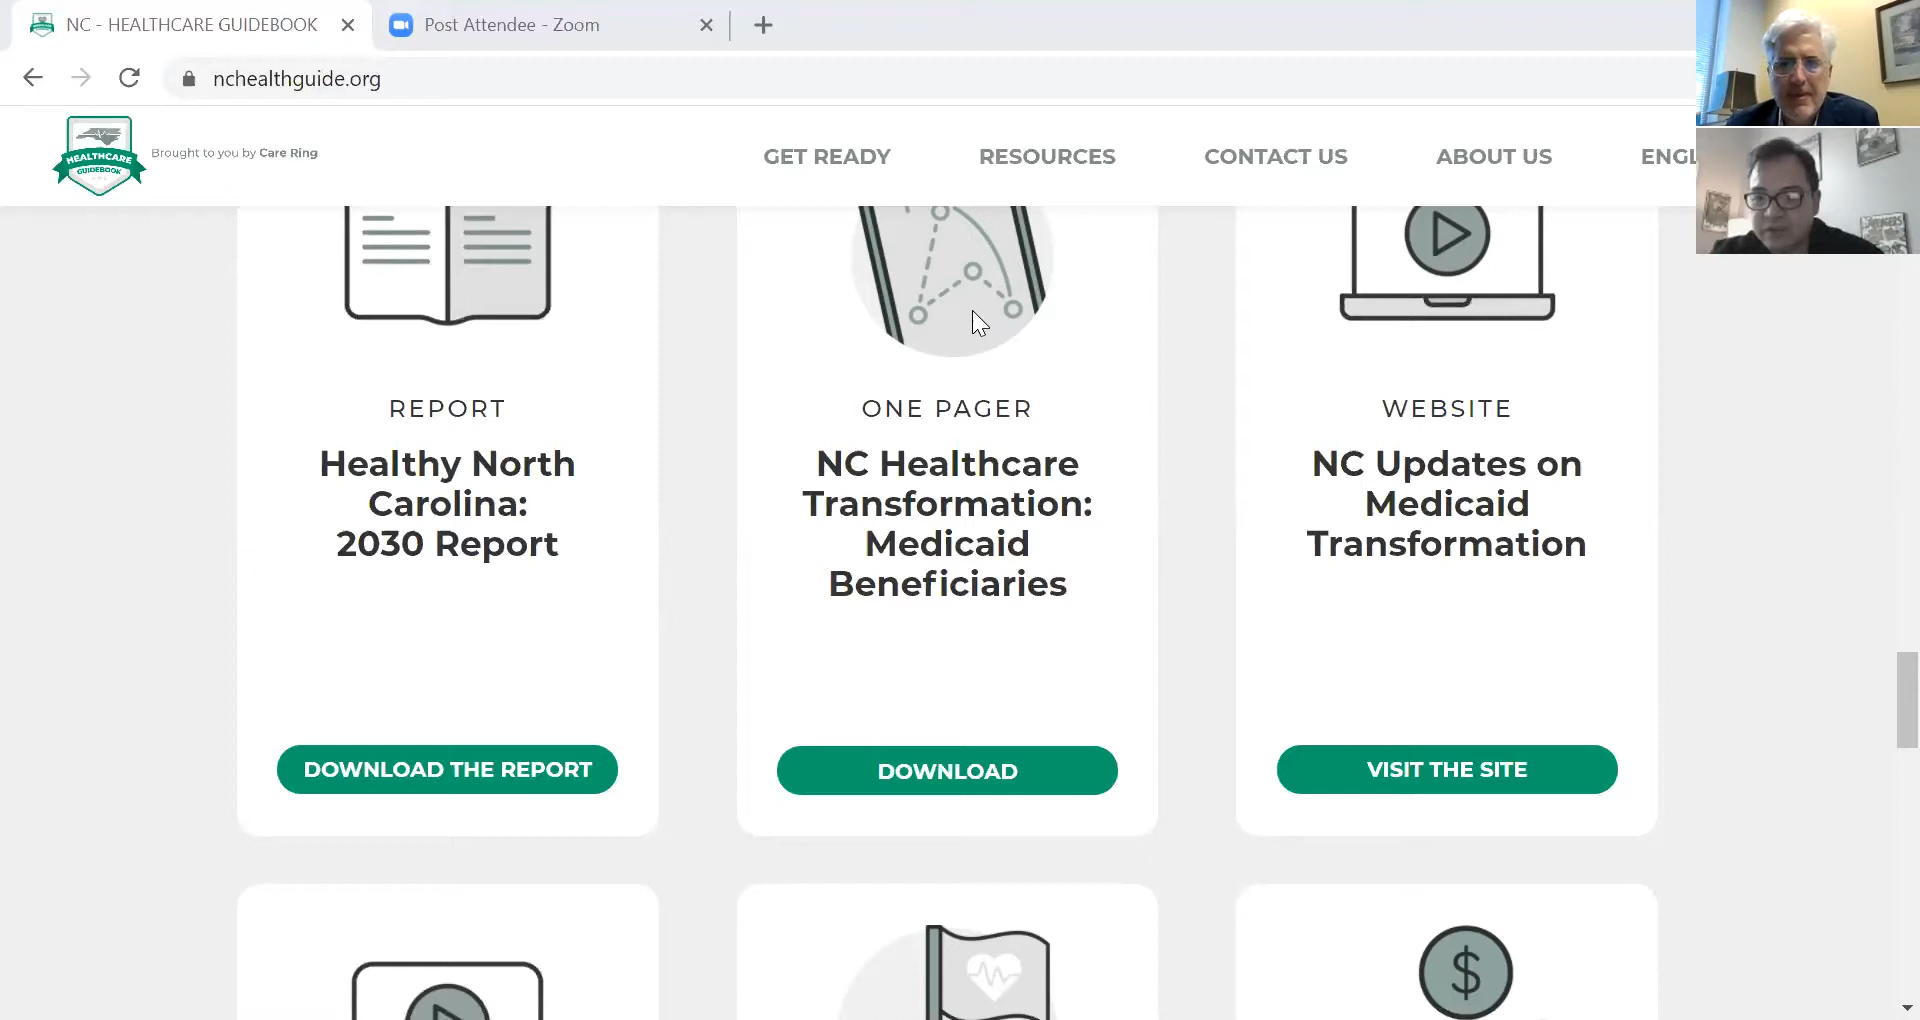 NC - HEALTHCARE GUIDEBOOK
Post Attendee - Zoom
nchealthguide.org
HEALTHCARE
GUIDEBOOK
Brought to you by Care Ring
GET READY
RESOURCES
CONTACT US
ABOUT US
ENGL
REPORT
Healthy North
Carolina:
2030 Report
DOWNLOAD THE REPORT
ONE PAGER
NC Healthcare
Transformation:
Medicaid
Beneficiaries
DOWNLOAD
WEBSITE
NC Updates on
Medicaid
Transformation
VISIT THE SITE
$